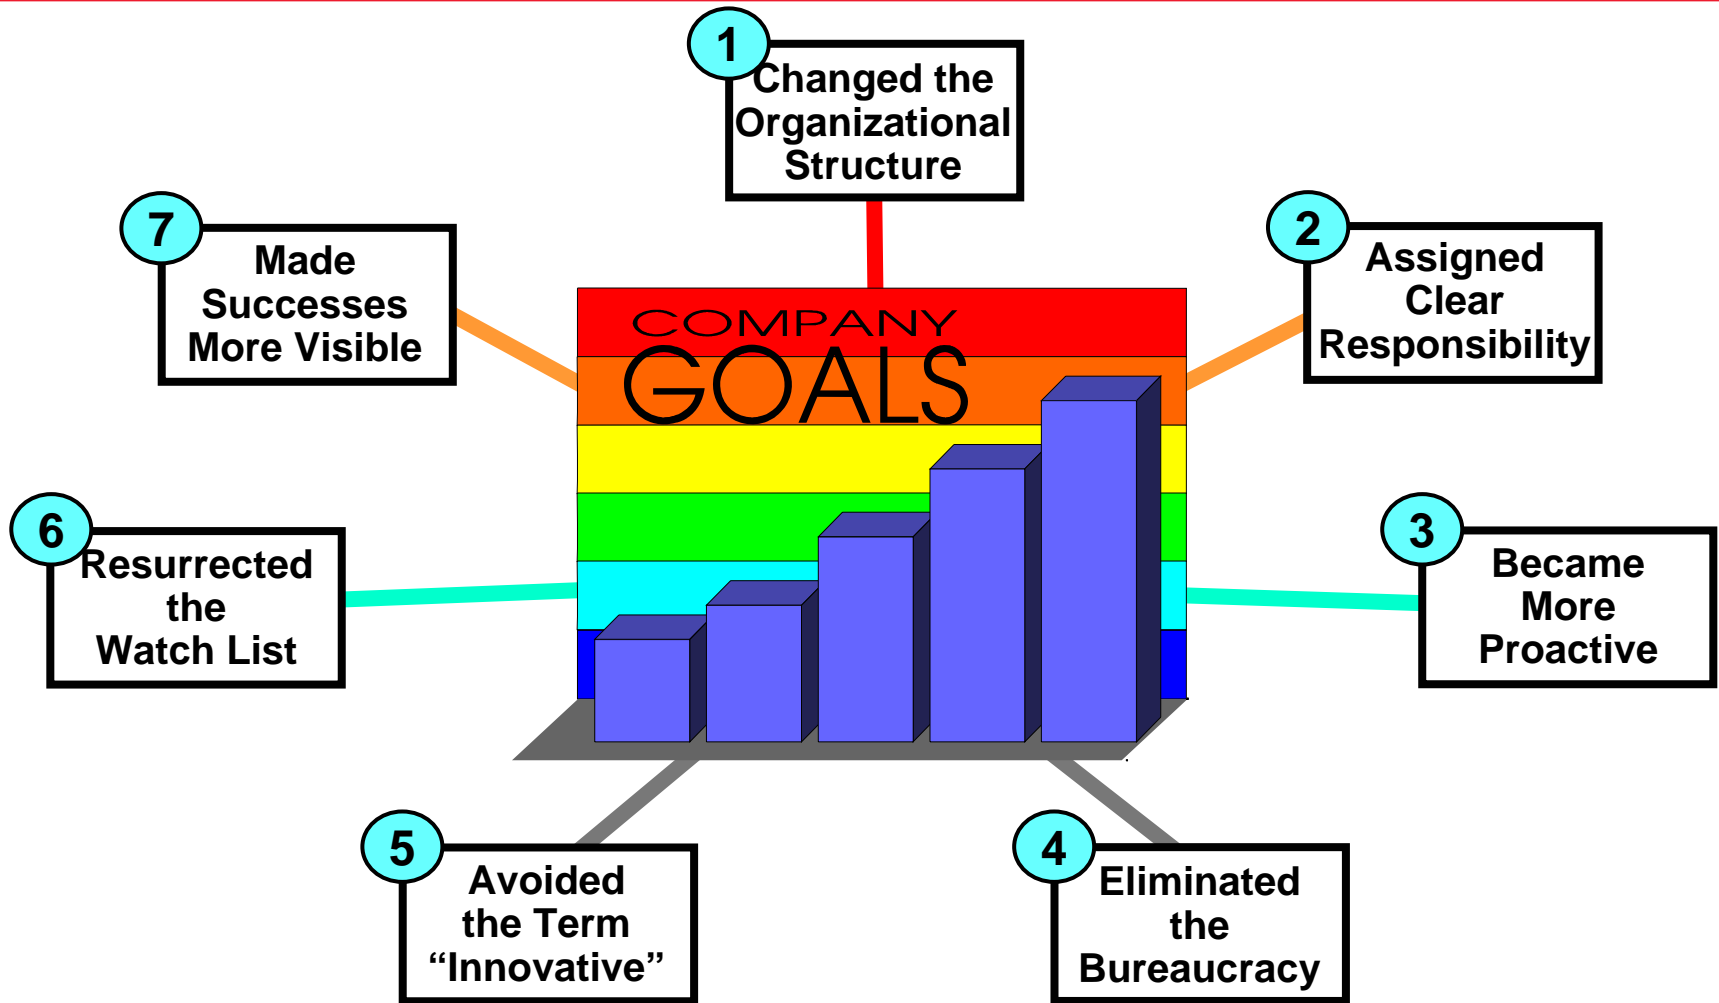 1
Changed the
Organizational
Structure
2
Assigned
Clear
Responsibility
3
Became
More
Proactive
4
Eliminated
the
Bureaucracy
5
Avoided
the Term
“Innovative”
6
Resurrected
the
Watch List
7
Made
Successes
More Visible
COMPANY
GOALS